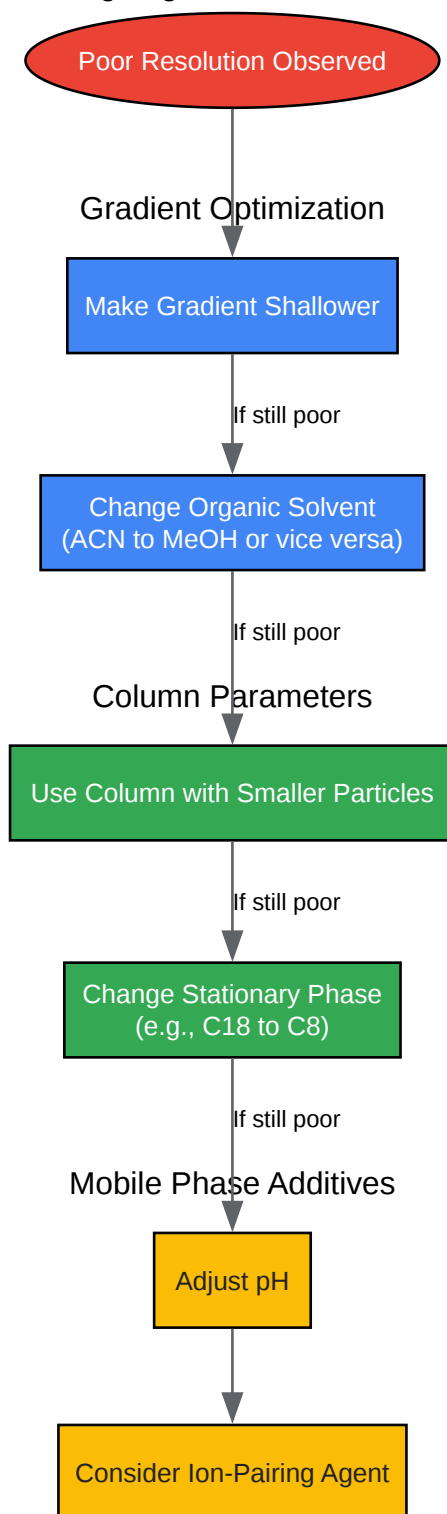 Poor Resolution Observed
Gradient Optimization
Make Gradient Shallower
If still poor
Change Organic Solvent
(ACN to MeOH or vice versa)
If still poor
Column Parameters
Use Column with Smaller Particles
If still poor
Change Stationary Phase
(e.g., C18 to C8)
If still poor
Mobile Phase Additives
Adjust pH
Consider Ion-Pairing Agent